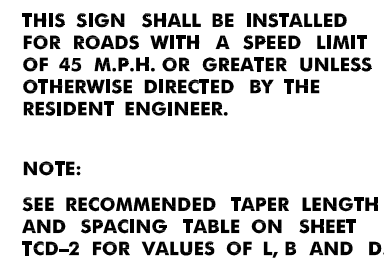 THIS SIGN SHALL BE INSTALLED
FOR ROADS WITH A SPEED LIMIT
OF 45 M.P.H. OR GREATER UNLESS
OTHERWISE DIRECTED BY THE
RESIDENT ENGINEER.
NOTE:
SEE RECOMMENDED TAPER LENGTH
AND SPACING TABLE ON SHEET
TCD–2 FOR VALUES OF L, B AND D.